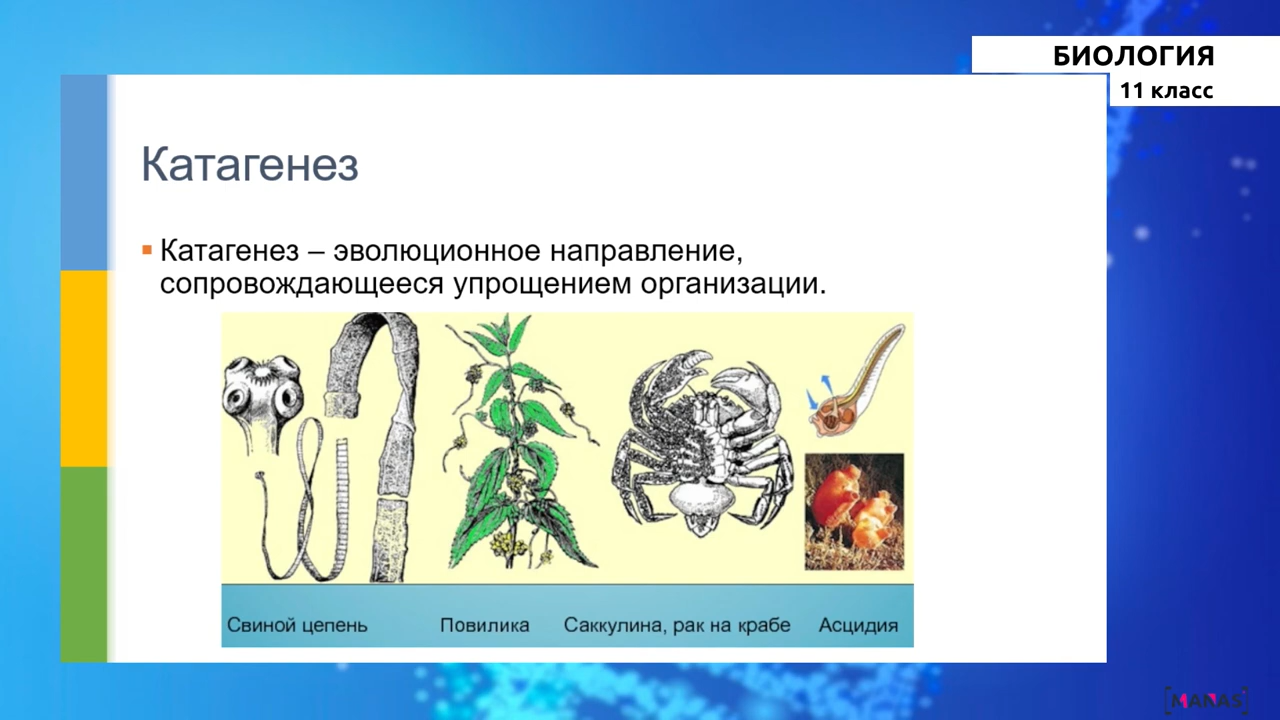 БИОЛОГИЯ
11 класс
Катагенез
Катагенез – эволюционное направление,
сопровождающееся упрощением организации.
Свиной цепень Повилика Саккулина, рак на крабе Асцидия
[MANAS]